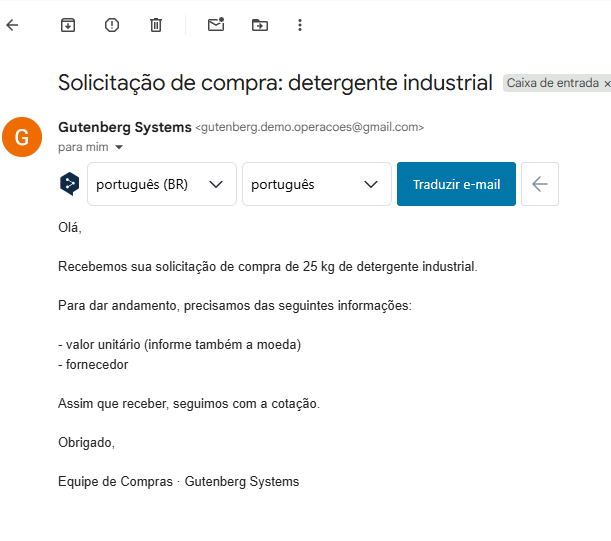 Solicitação de compra: detergente industrial Caixa de entrada ×
G
Gutenberg Systems <gutenberg.demo.operacoes@gmail.com>
para mim
português (BR) português Traduzir e-mail
Olá,
Recebemos sua solicitação de compra de 25 kg de detergente industrial.
Para dar andamento, precisamos das seguintes informações:
- valor unitário (informe também a moeda)
- fornecedor
Assim que receber, seguimos com a cotação.
Obrigado,
Equipe de Compras · Gutenberg Systems